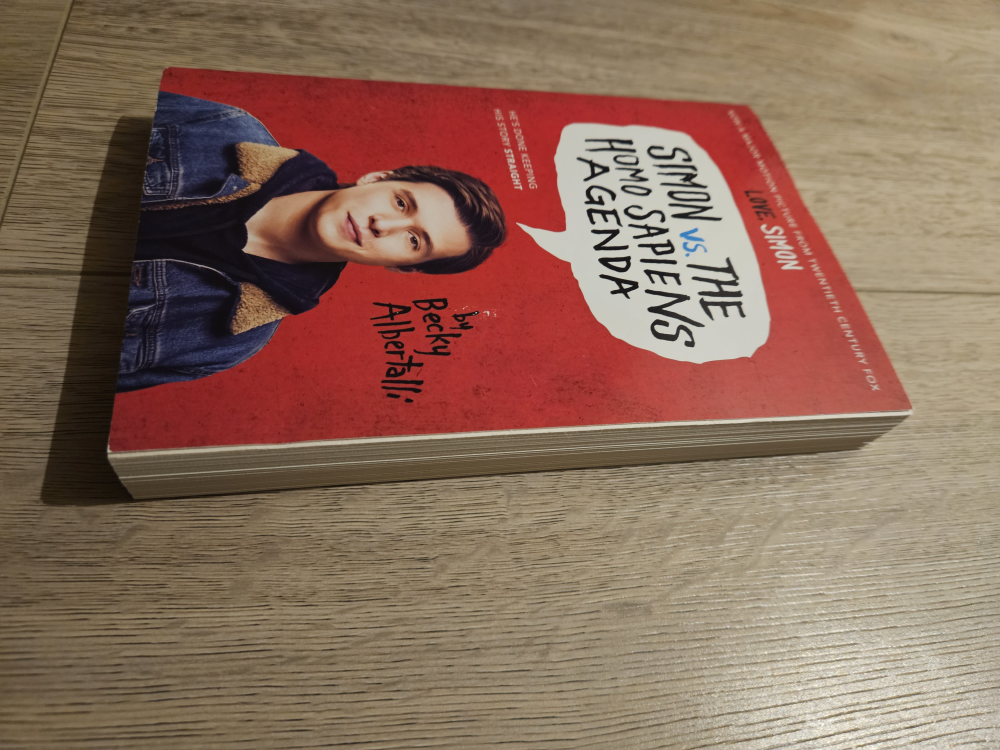 NOW A MAJOR MOTION PICTURE FROM TWENTIETH CENTURY FOX
LOVE, SIMON
SIMON VS. THE
HOMO SAPIENS
AGENDA
HE'S DONE KEEPING
HIS STORY STRAIGHT
by
Becky
Albertalli